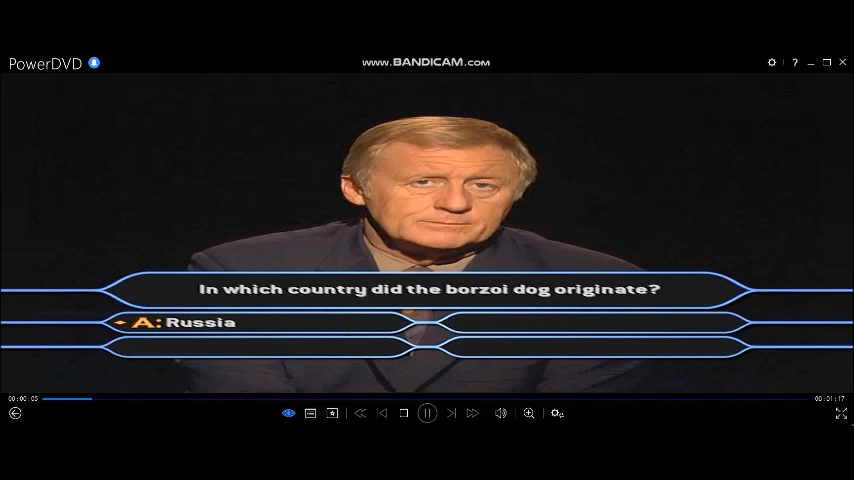 PowerDVD
www.BANDICAM.com
?
In which country did the borzoi dog originate?
A: Russia
00:00:05
00:01:17